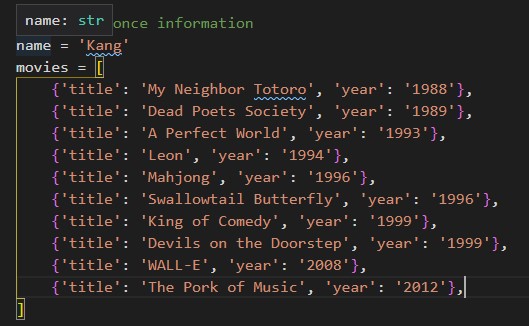 name: str
once information
name = 'Kang'
movies = [
    {'title': 'My Neighbor Totoro', 'year': '1988'},
    {'title': 'Dead Poets Society', 'year': '1989'},
    {'title': 'A Perfect World', 'year': '1993'},
    {'title': 'Leon', 'year': '1994'},
    {'title': 'Mahjong', 'year': '1996'},
    {'title': 'Swallowtail Butterfly', 'year': '1996'},
    {'title': 'King of Comedy', 'year': '1999'},
    {'title': 'Devils on the Doorstep', 'year': '1999'},
    {'title': 'WALL-E', 'year': '2008'},
    {'title': 'The Pork of Music', 'year': '2012'},
]